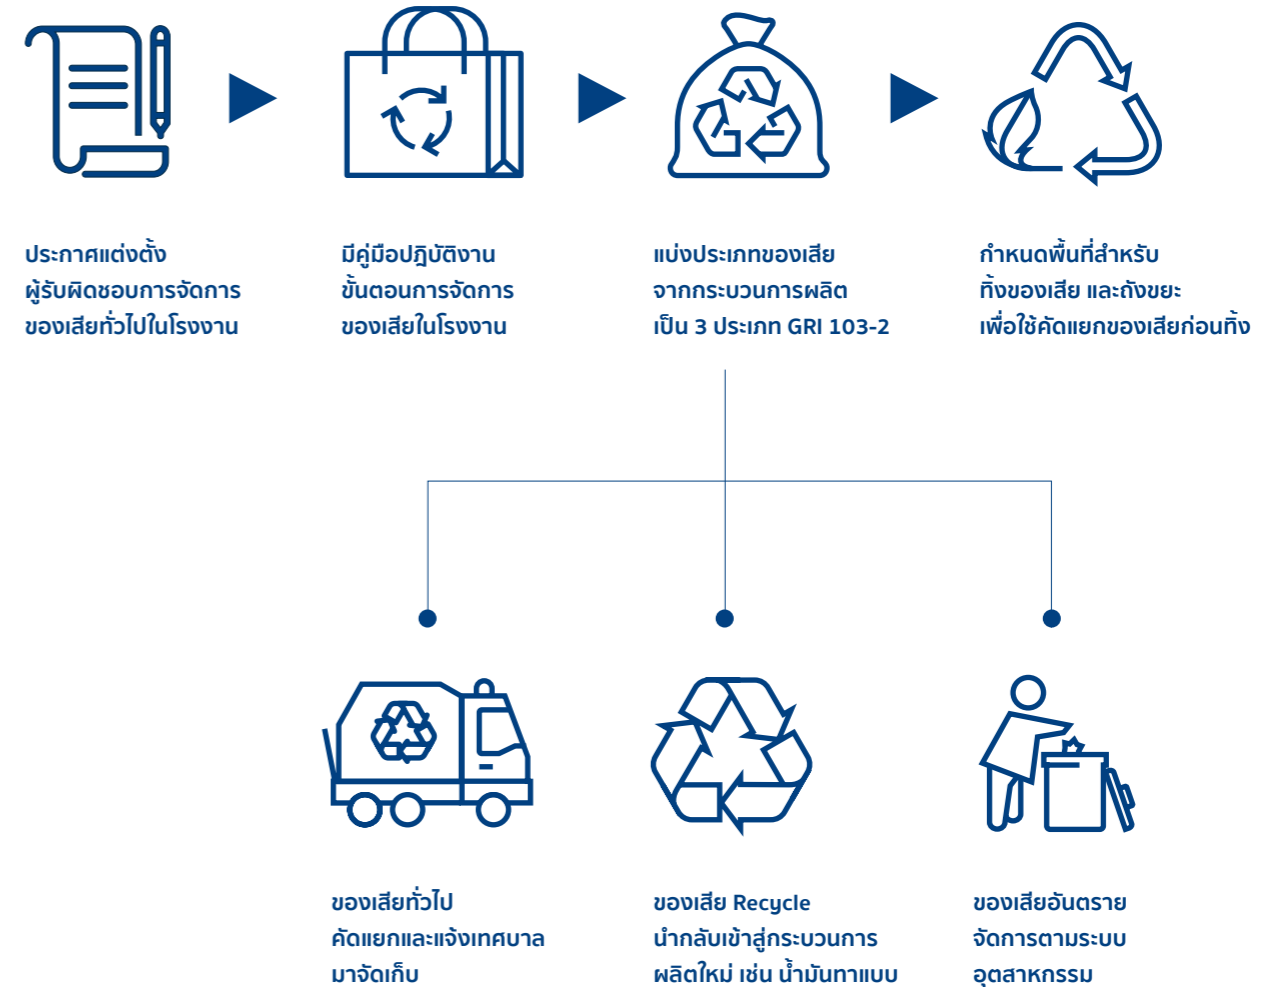 ประกาศแต่งตั้ง
ผู้รับผิดชอบการจัดการ
ของเสียทั่วไปในโรงงาน
มีคู่มือปฎิบัติงาน
ขั้นตอนการจัดการ
ของเสียในโรงงาน
แบ่งประเภทของเสีย
จากกระบวนการผลิต
เป็น 3 ประเภท GRI 103-2
กำหนดพื้นที่สำหรับ
ทิ้งของเสีย และถังขยะ
เพื่อใช้คัดแยกของเสียก่อนทิ้ง
ของเสียทั่วไป
คัดแยกและแจ้งเทศบาล
มาจัดเก็บ
ของเสีย Recycle
นำกลับเข้าสู่กระบวนการ
ผลิตใหม่ เช่น น้ำมันทาแบบ
ของเสียอันตราย
จัดการตามระบบ
อุตสาหกรรม